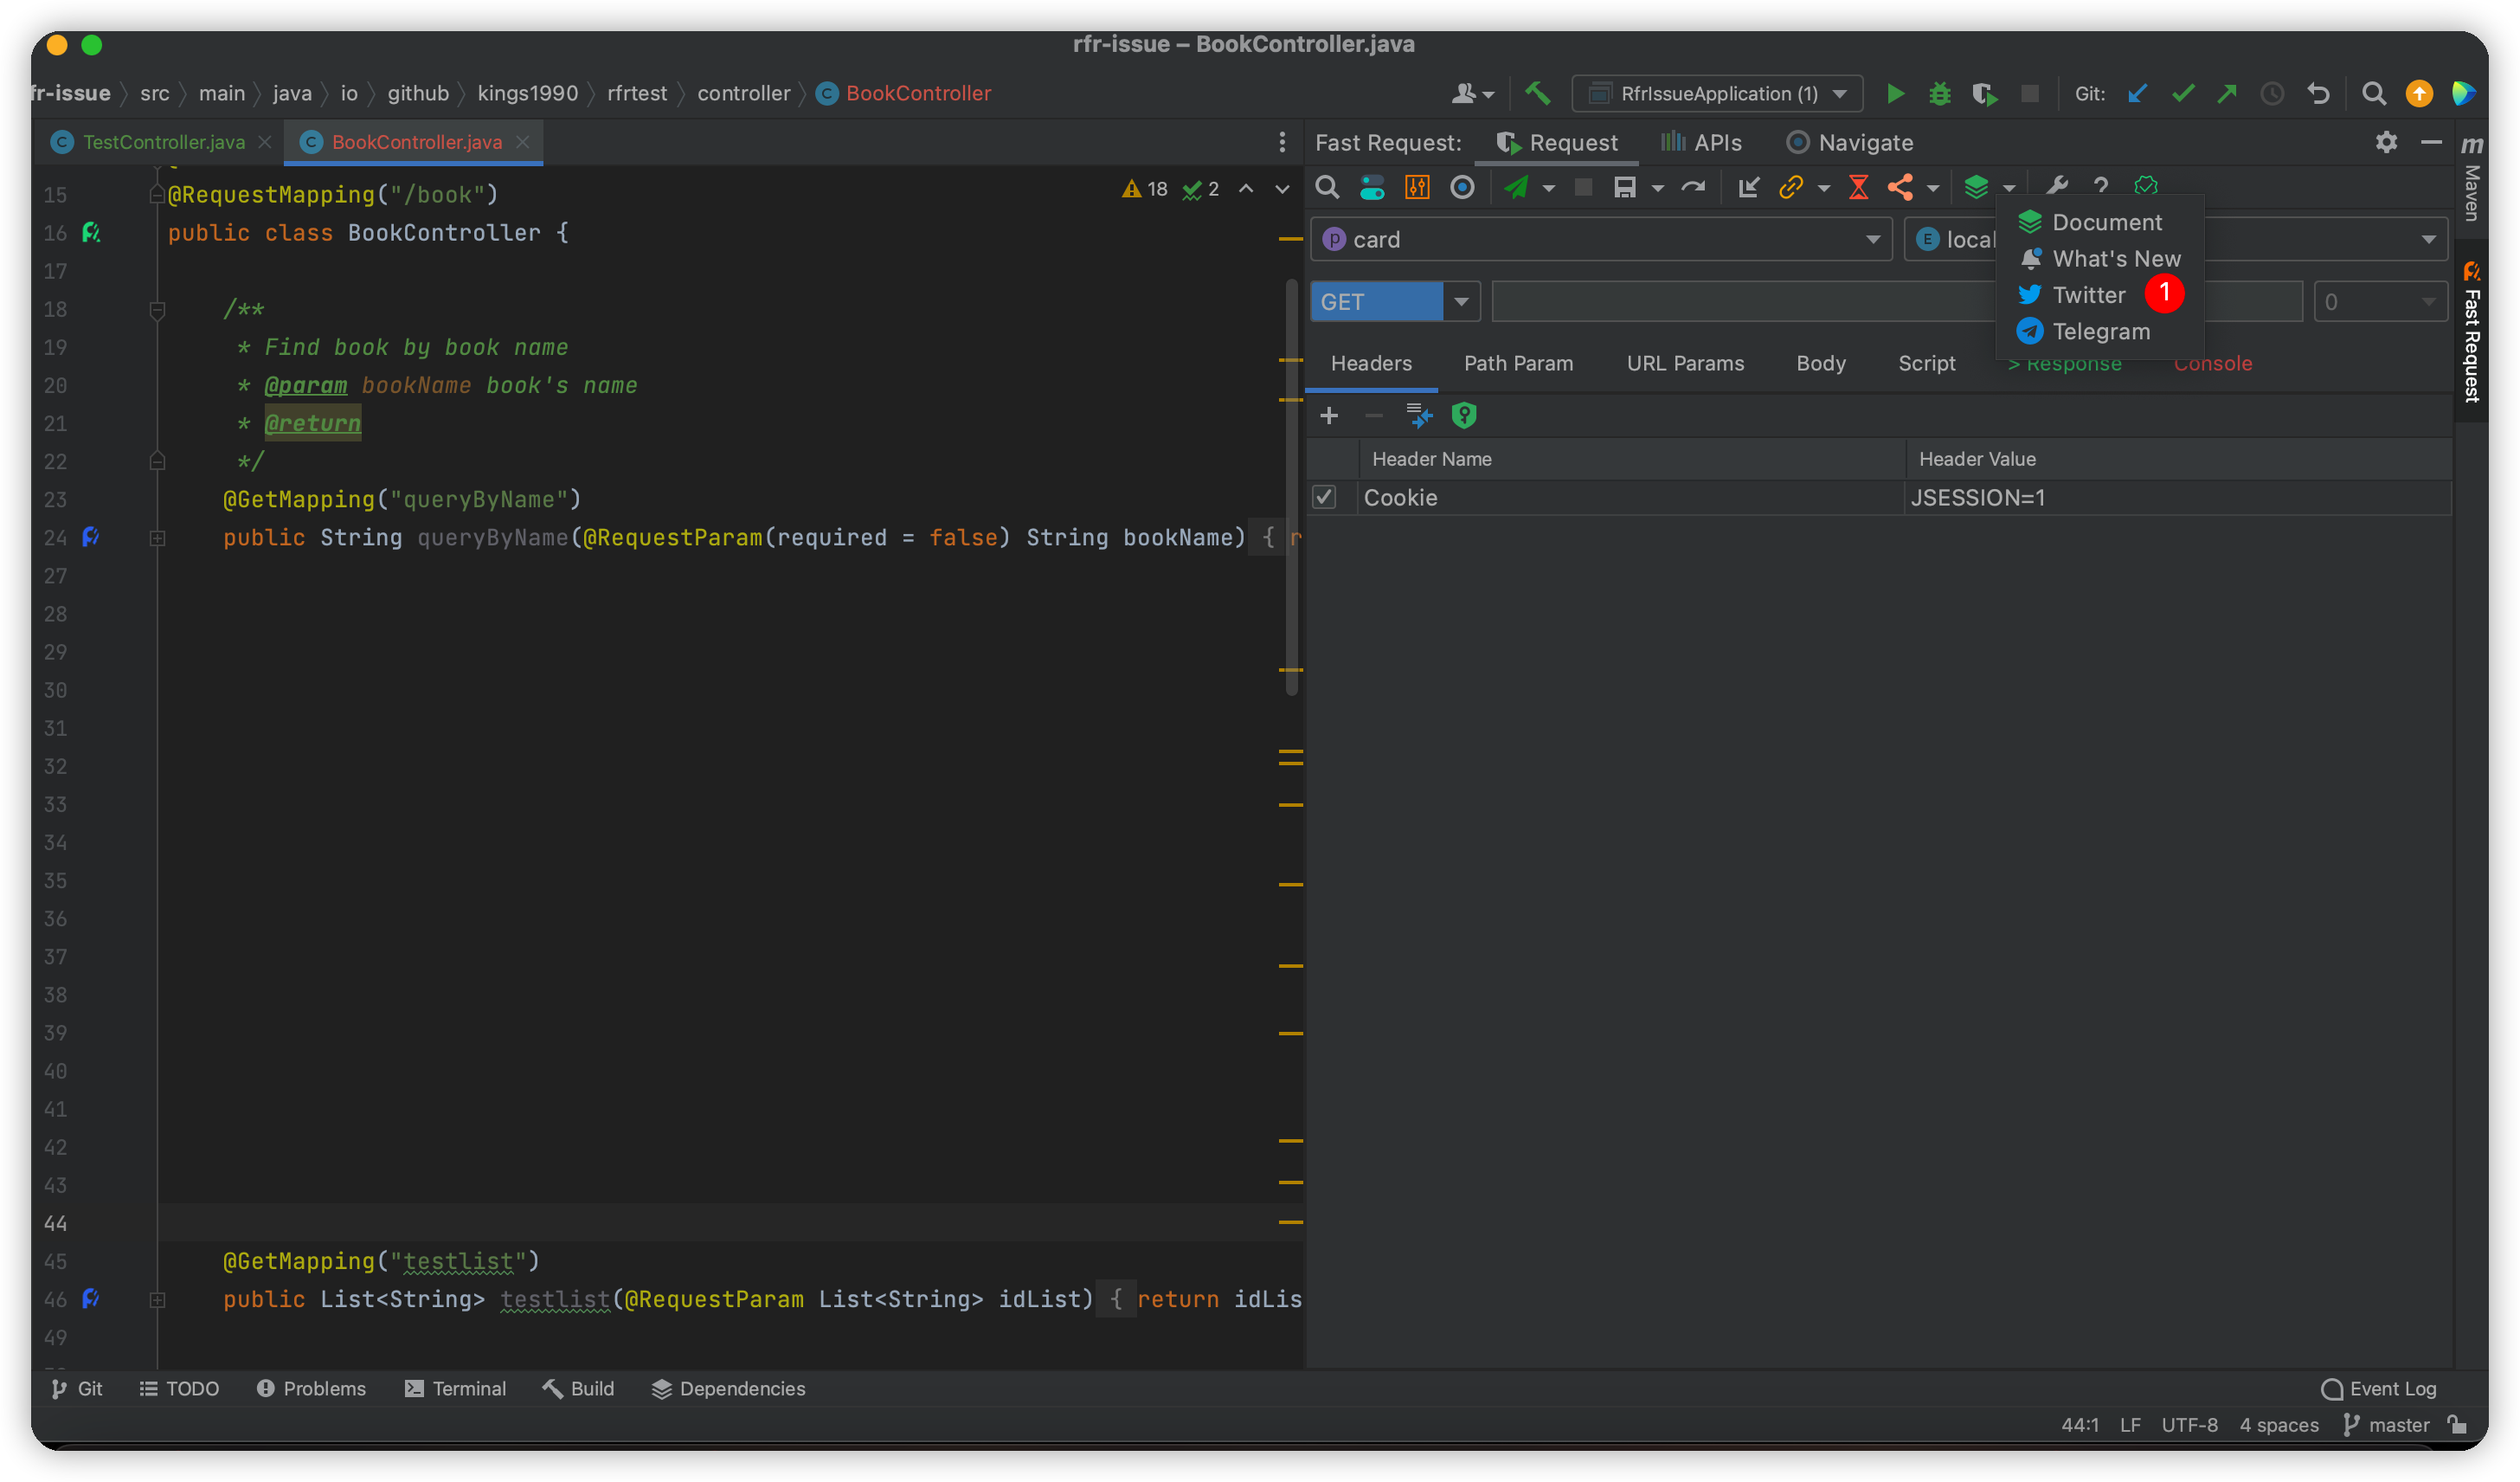 rfr-issue – BookController.java
fr-issue src main java io github kings1990 rfrtest controller C BookController RfrIssueApplication (1) Git:
C TestController.java C BookController.java Fast Request: Request APIs Navigate m
Maven
Fast Request
18 2
15 @RequestMapping("/book")
16 public class BookController {
17
18 /**
19 * Find book by book name
20 * @param bookName book's name
21 * @return
22 */
23 @GetMapping("queryByName")
24 public String queryByName(@RequestParam(required = false) String bookName) { r
27
28
29
30
31
32
33
34
35
36
37
38
39
40
41
42
43
44
45 @GetMapping("testlist")
46 public List<String> testlist(@RequestParam List<String> idList) { return idLis
49
p card E local
Document
What's New
Twitter 1
Telegram
GET 0
Headers Path Param URL Params Body Script > Response Console
Header Name Header Value
Cookie JSESSION=1
Git TODO Problems Terminal Build Dependencies Event Log
44:1 LF UTF-8 4 spaces master